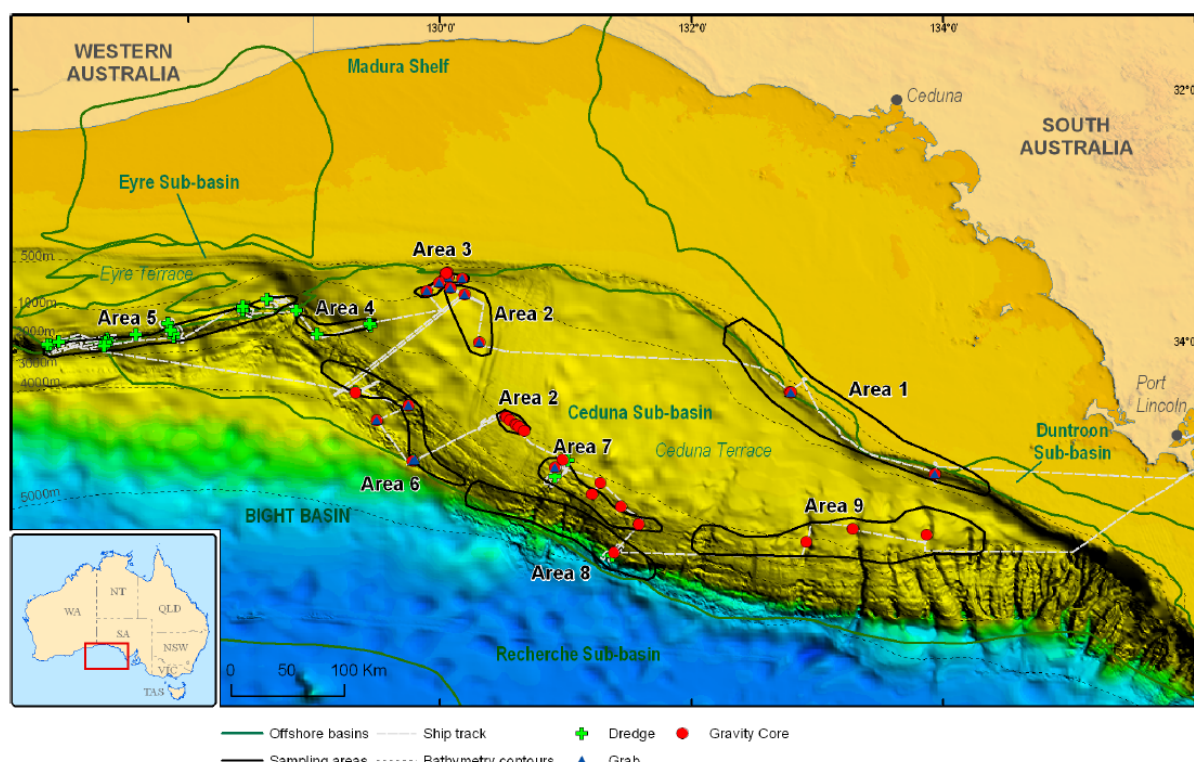 130°0'
132°0'
134°0'
WESTERN
AUSTRALIA
Madura Shelf
32°0'
Ceduna
SOUTH
AUSTRALIA
Eyre Sub-basin
Area 3
500m
Eyre Terrace
1000m
Area 4
Area 5
Area 2
2000m
34°0'
3000m
4000m
Area 1
Port
Lincoln
Area 2
Ceduna Sub-basin
Duntroon
Sub-basin
Area 7
Ceduna Terrace
Area 6
5000m
BIGHT BASIN
Area 9
Area 8
NT
WA
QLD
SA
NSW
VIC
TAS
Recherche Sub-basin
0 50 100 Km
Offshore basins Ship track Dredge Gravity Core
Sampling areas Bathymetry contours Grab